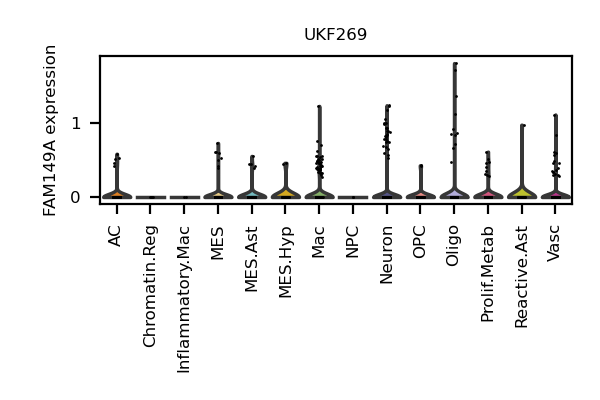 UKF269
FAM149A expression
1
0
AC
Chromatin.Reg
Inflammatory.Mac
MES
MES.Ast
MES.Hyp
Mac
NPC
Neuron
OPC
Oligo
Prolif.Metab
Reactive.Ast
Vasc